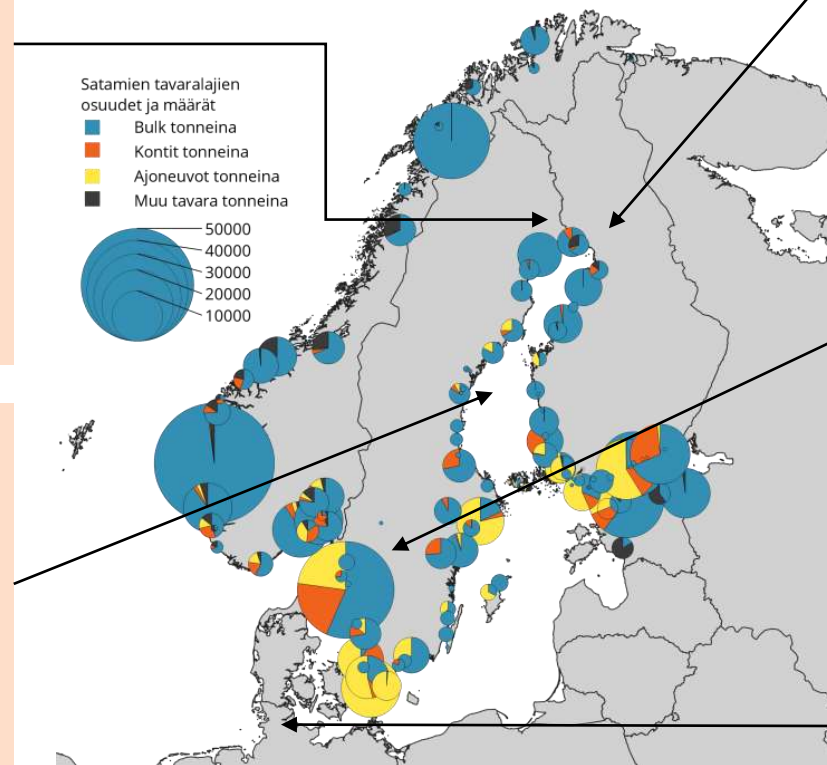 Satamien tavaralajien
osuudet ja määrät
Bulk tonneina
Kontit tonneina
Ajoneuvot tonneina
Muu tavara tonneina
50000
40000
30000
20000
10000